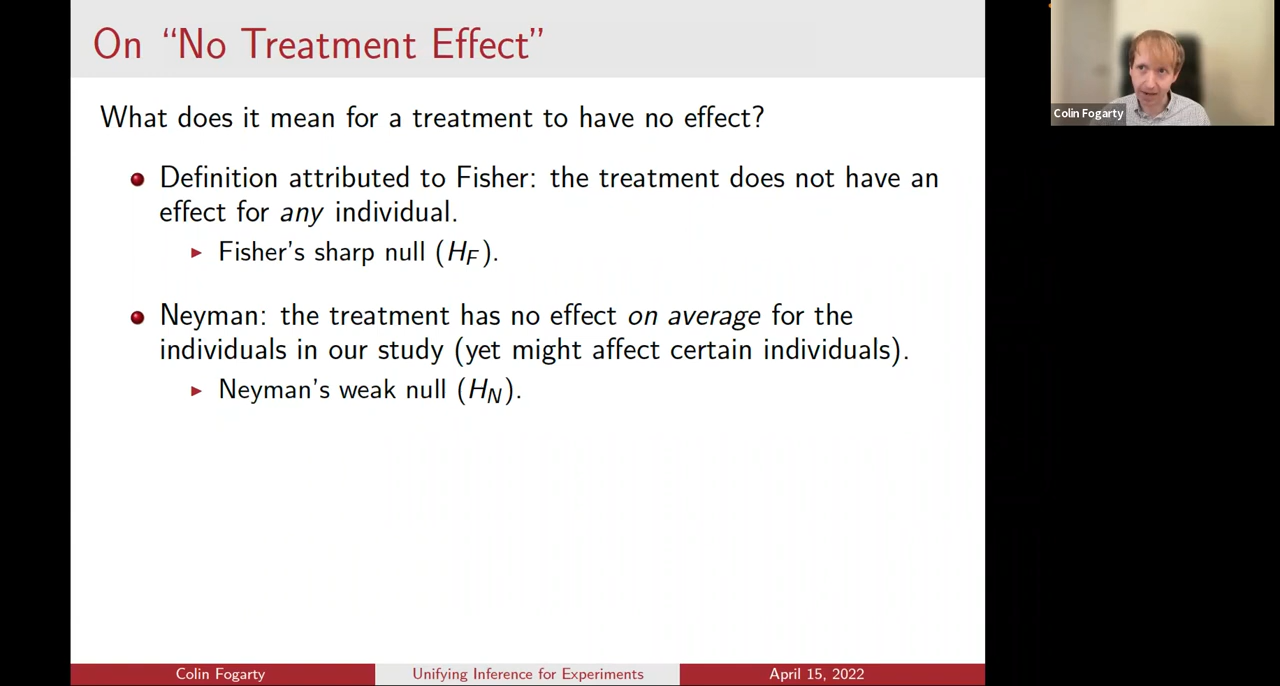 On “No Treatment Effect”
What does it mean for a treatment to have no effect?
Definition attributed to Fisher: the treatment does not have an
effect for any individual.
Fisher’s sharp null (H_F).
Neyman: the treatment has no effect on average for the
individuals in our study (yet might affect certain individuals).
Neyman’s weak null (H_N).
Colin Fogarty
Unifying Inference for Experiments
April 15, 2022
Colin Fogarty